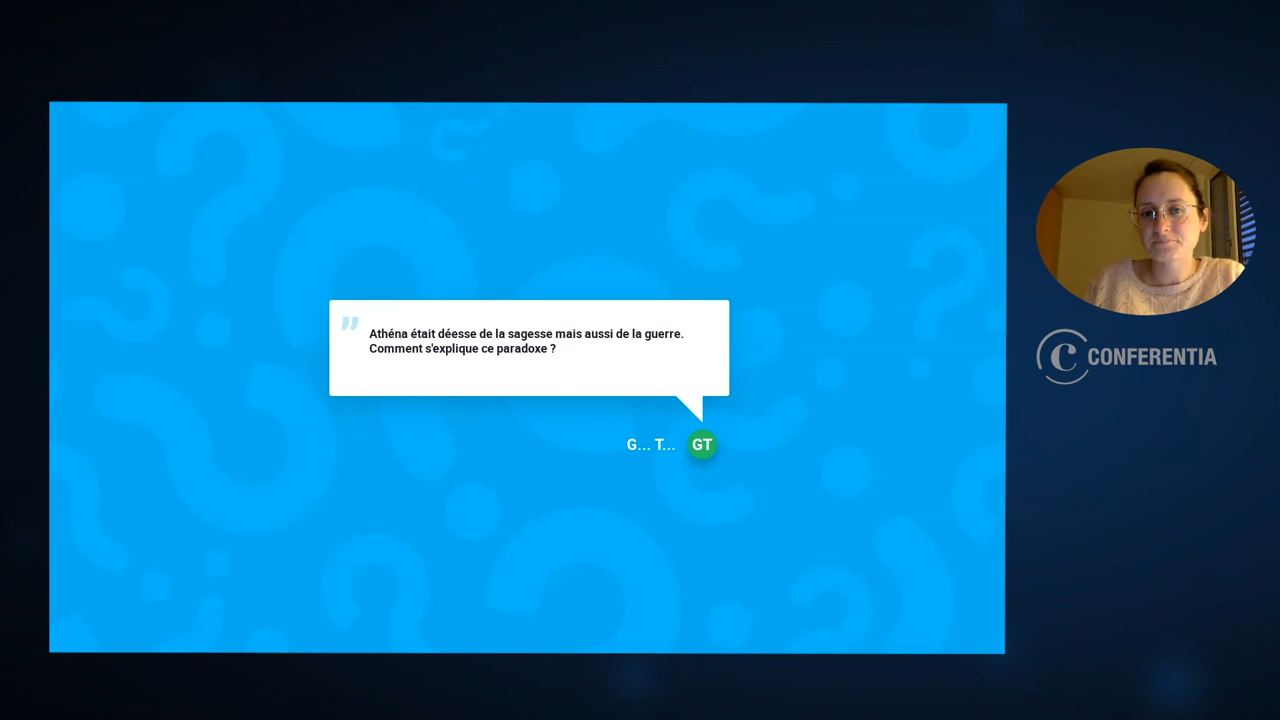 ”
Athéna était déesse de la sagesse mais aussi de la guerre.
Comment s'explique ce paradoxe ?
G... T... GT
C CONFERENTIA